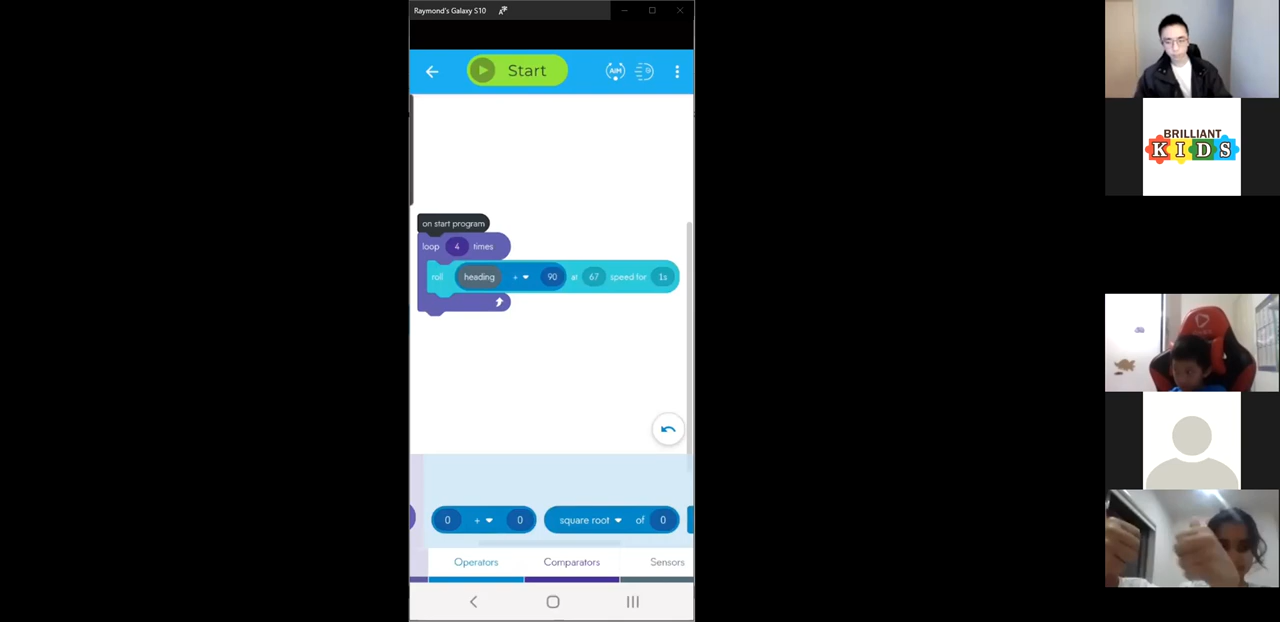 Raymond's Galaxy S10
Start
AIM
on start program
loop 4 times
roll heading + 90 at 67 speed for 1s
0 + 0
square root of 0
Operators
Comparators
Sensors
BRILLIANT
KIDS